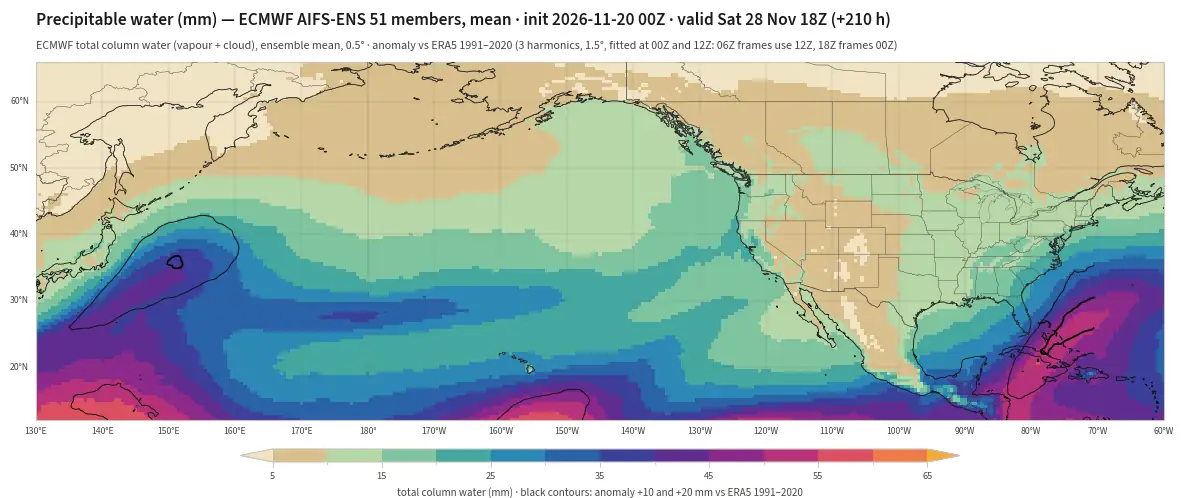 Precipitable water (mm) — ECMWF AIFS-ENS 51 members, mean · init 2026-11-20 00Z · valid Sat 28 Nov 18Z (+210 h)
ECMWF total column water (vapour + cloud), ensemble mean, 0.5° · anomaly vs ERA5 1991–2020 (3 harmonics, 1.5°, fitted at 00Z and 12Z: 06Z frames use 12Z, 18Z frames 00Z)
60°N
50°N
40°N
30°N
20°N
130°E 140°E 150°E 160°E 170°E 180° 170°W 160°W 150°W 140°W 130°W 120°W 110°W 100°W 90°W 80°W 70°W 60°W
5 15 25 35 45 55 65
total column water (mm) · black contours: anomaly +10 and +20 mm vs ERA5 1991–2020